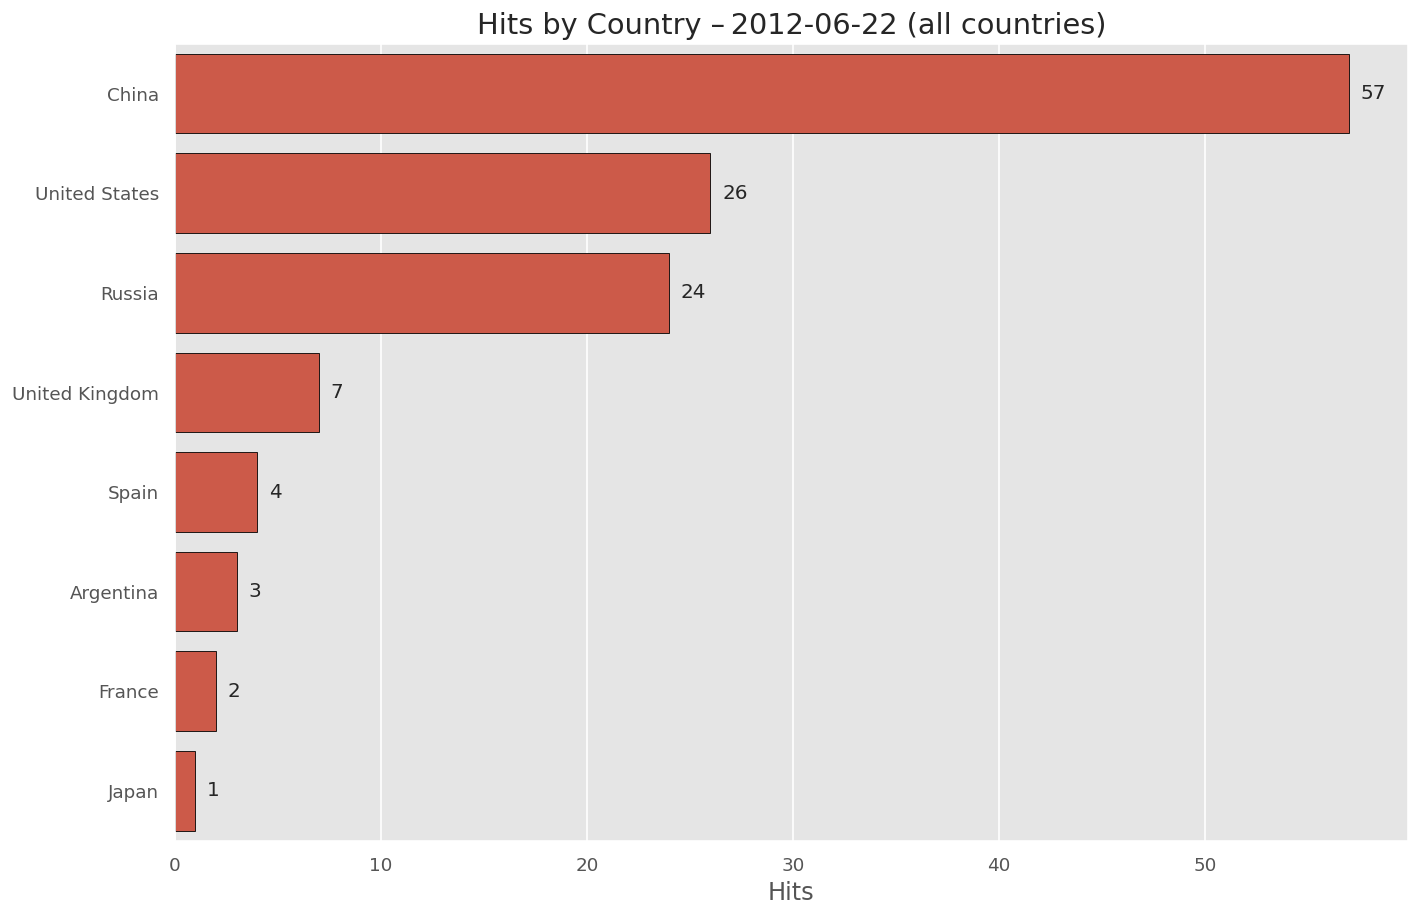 Hits by Country – 2012-06-22 (all countries)
China 57
United States 26
Russia 24
United Kingdom 7
Spain 4
Argentina 3
France 2
Japan 1
0 10 20 30 40 50
Hits